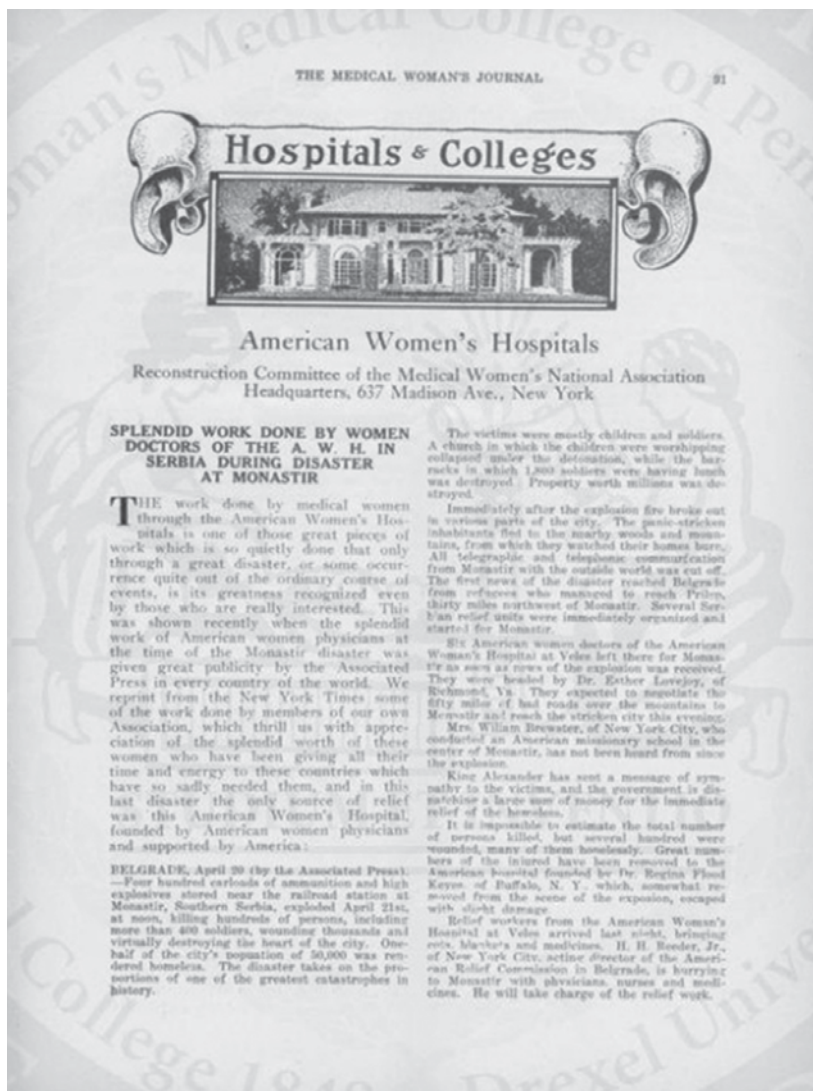 THE MEDICAL WOMAN'S JOURNAL 91
Hospitals & Colleges
American Women's Hospitals
Reconstruction Committee of the Medical Women's National Association
Headquarters, 637 Madison Ave., New York
SPLENDID WORK DONE BY WOMEN
DOCTORS OF THE A. W. H. IN
SERBIA DURING DISASTER
AT MONASTIR
THE work done by medical women
through the American Women's Hos-
pitals is one of those great pieces of
work which is so quietly done that only
through a great disaster, or some occur-
rence quite out of the ordinary course of
events, is its greatness recognized even
by those who are really interested. This
was shown recently when the splendid
work of American women physicians at
the time of the Monastir disaster was
given great publicity by the Associated
Press in every country of the world. We
reprint from the New York Times some
of the work done by members of our own
Association, which thrill us with appre-
ciation of the splendid worth of these
women who have been giving all their
time and energy to these countries which
have so sadly needed them, and in this
last disaster the only source of relief
was this American Women's Hospital,
founded by American women physicians
and supported by America:
BELGRADE, April 20 (by the Associated Press).
—Four hundred carloads of ammunition and high
explosives stored near the railroad station at
Monastir, Southern Serbia, exploded April 21st,
at noon, killing hundreds of persons, including
more than 400 soldiers, wounding thousands and
virtually destroying the heart of the city. One-
half of the city's popuation of 50,000 was ren-
dered homeless. The disaster takes on the pro-
portions of one of the greatest catastrophes in
history.
The victims were mostly children and soldiers.
A church in which the children were worshipping
collapsed under the detonation, while the bar-
racks in which 1,800 soldiers were having lunch
was destroyed. Property worth millions was de-
stroyed.
Immediately after the explosion fire broke out
in various parts of the city. The panic-stricken
inhabitants fled to the nearby woods and moun-
tains, from which they watched their homes burn.
All telegraphic and telephonic communication
from Monastir with the outside world was cut off.
The first news of the disaster reached Belgrade
from refugees who managed to reach Prilep,
thirty miles northwest of Monastir. Several Ser-
bian relief units were immediately organized and
started for Monastir.
Six American women doctors of the American
Woman's Hospital at Veles left there for Monas-
tir as soon as news of the explosion was received.
They were headed by Dr. Esther Lovejoy, of
Richmond, Va. They expected to negotiate the
fifty miles of bad roads over the mountains to
Monastir and reach the stricken city this evening.
Mrs. Wiliam Brewster, of New York City, who
conducted an American missionary school in the
center of Monastir, has not been heard from since
the explosion.
King Alexander has sent a message of sym-
pathy to the victims, and the government is dis-
patching a large sum of money for the immediate
relief of the homeless.
It is impossible to estimate the total number
of persons killed, but several hundred were
wounded, many of them hopelessly. Great num-
bers of the injured have been removed to the
American hospital founded by Dr. Regina Flood
Keyes, of Buffalo, N. Y. which, somewhat re-
moved from the scene of the exposion, escaped
with slight damage.
Relief workers from the American Woman's
Hospital at Veles arrived last night, bringing
cots, blankets and medicines. H. H. Reeder, Jr.,
of New York City, acting director of the Ameri-
can Relief Commission in Belgrade, is hurrying
to Monastir with physicians, nurses and medi-
cines. He will take charge of the relief work.